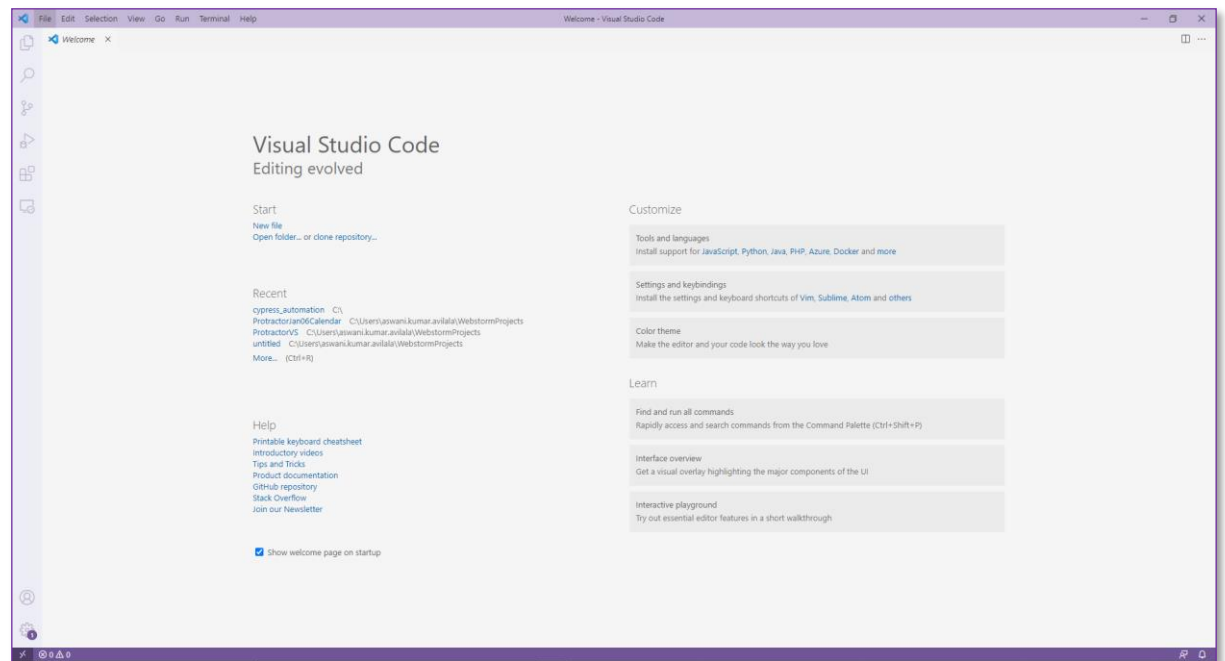 File Edit Selection View Go Run Terminal Help
Welcome - Visual Studio Code
Welcome
Visual Studio Code
Editing evolved
Start
New file
Open folder... or clone repository...
Recent
cypress_automation C:\
ProtractorJan06Calendar C:\Users\aswani.kumar.avilala\WebstormProjects
ProtractorVS C:\Users\aswani.kumar.avilala\WebstormProjects
untitled C:\Users\aswani.kumar.avilala\WebstormProjects
More... (Ctrl+R)
Help
Printable keyboard cheatsheet
Introductory videos
Tips and Tricks
Product documentation
GitHub repository
Stack Overflow
Join our Newsletter
Show welcome page on startup
Customize
Tools and languages
Install support for JavaScript, Python, Java, PHP, Azure, Docker and more
Settings and keybindings
Install the settings and keyboard shortcuts of Vim, Sublime, Atom and others
Color theme
Make the editor and your code look the way you love
Learn
Find and run all commands
Rapidly access and search commands from the Command Palette (Ctrl+Shift+P)
Interface overview
Get a visual overlay highlighting the major components of the UI
Interactive playground
Try out essential editor features in a short walkthrough
1
0 0